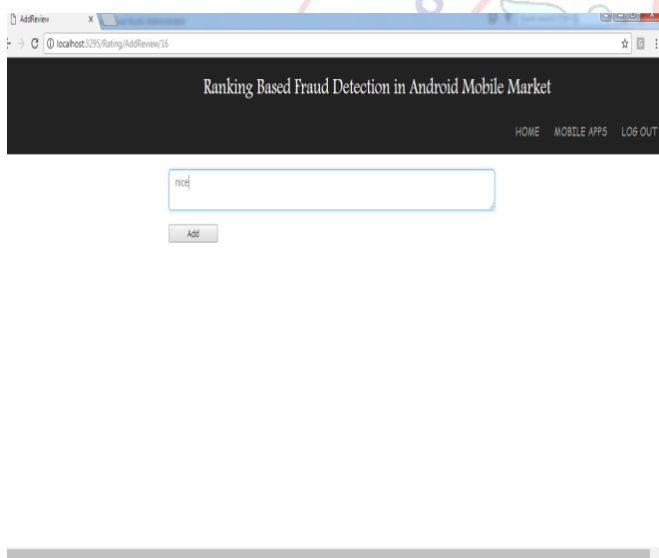 AddReview x
localhost:3295/Rating/AddReview/16
Ranking Based Fraud Detection in Android Mobile Market
HOME MOBILE APPS LOG OUT
nice
Add